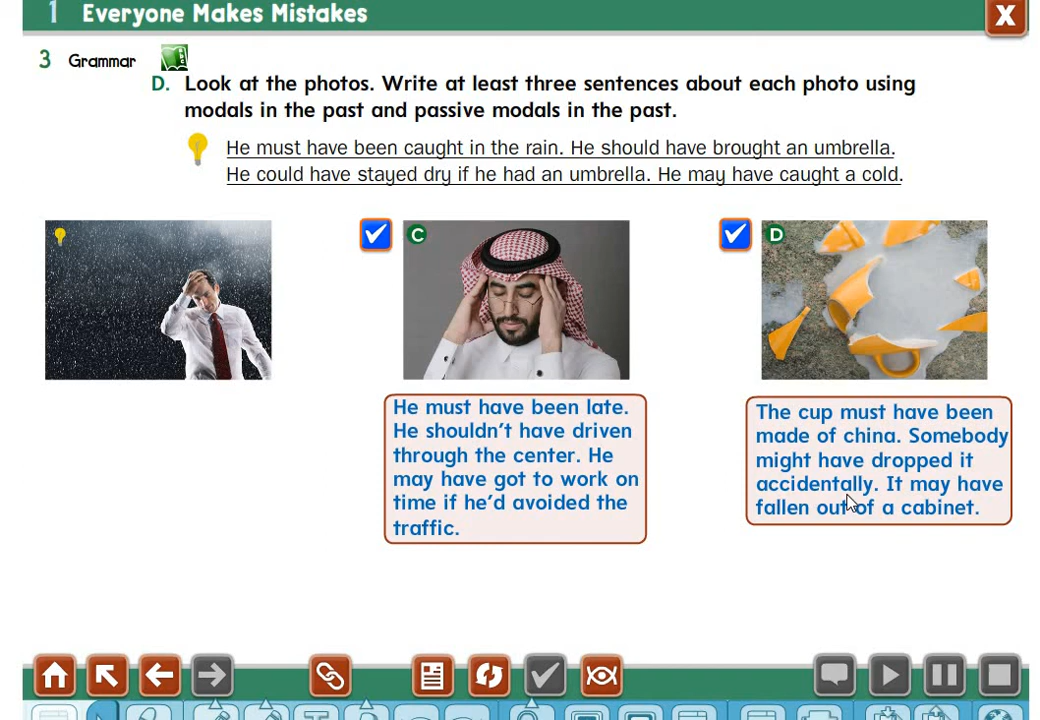 1 Everyone Makes Mistakes
X
3 Grammar
D. Look at the photos. Write at least three sentences about each photo using
modals in the past and passive modals in the past.
He must have been caught in the rain. He should have brought an umbrella.
He could have stayed dry if he had an umbrella. He may have caught a cold.
C
D
He must have been late.
He shouldn't have driven
through the center. He
may have got to work on
time if he'd avoided the
traffic.
The cup must have been
made of china. Somebody
might have dropped it
accidentally. It may have
fallen out of a cabinet.